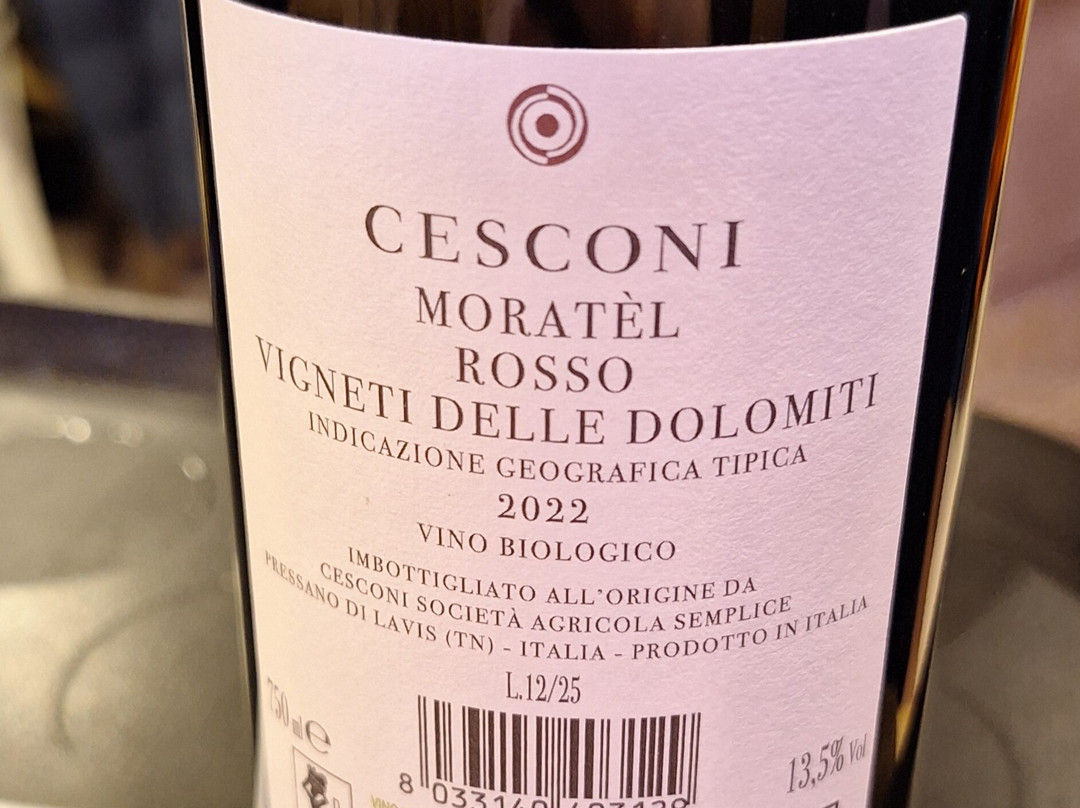 CESCONI
MORATÈL
ROSSO
VIGNETI DELLE DOLOMITI
INDICAZIONE GEOGRAFICA TIPICA
2022
VINO BIOLOGICO
IMBOTTIGLIATO ALL'ORIGINE DA
CESCONI SOCIETÀ AGRICOLA SEMPLICE
PRESSANO DI LAVIS (TN) - ITALIA - PRODOTTO IN ITALIA
L.12/25
750 ml e
13,5% Vol
8